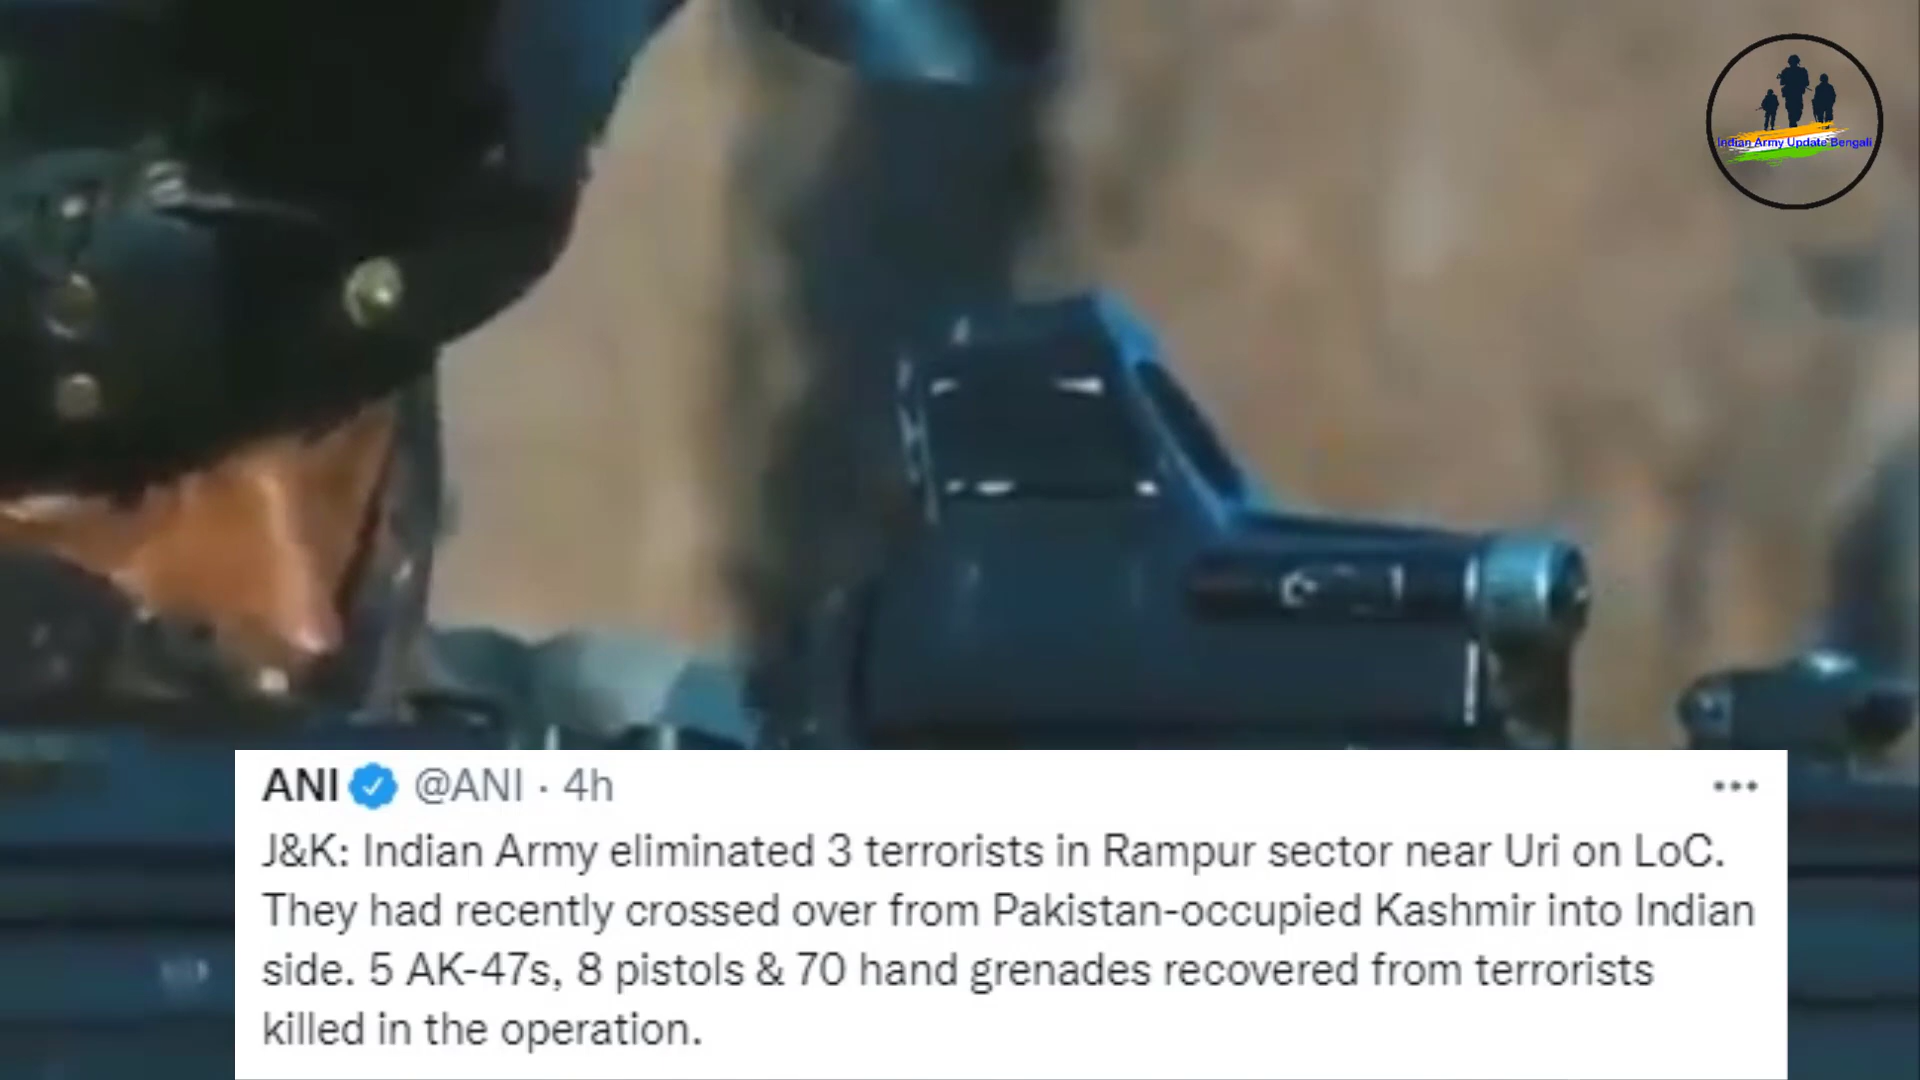 Indian Army Update Bengali
ANI @ANI · 4h
J&K: Indian Army eliminated 3 terrorists in Rampur sector near Uri on LoC.
They had recently crossed over from Pakistan-occupied Kashmir into Indian
side. 5 AK-47s, 8 pistols & 70 hand grenades recovered from terrorists
killed in the operation.